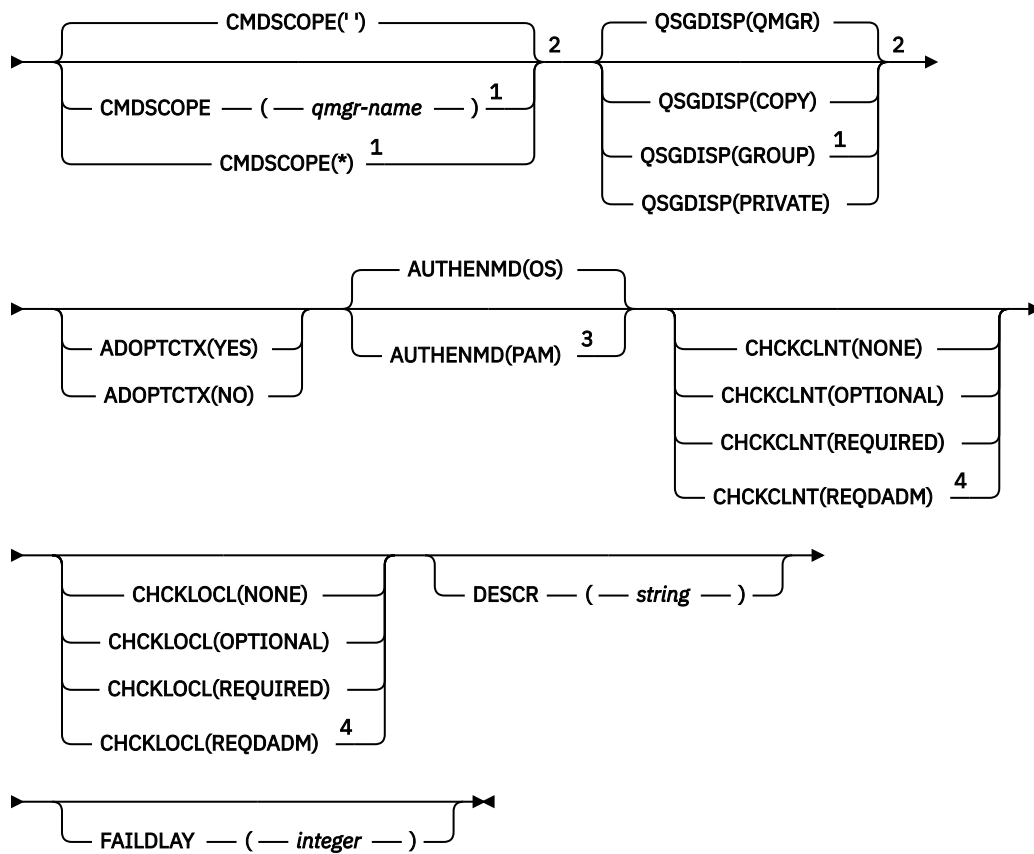 CMDSCOPE(' ')
2
CMDSCOPE ( qmgr-name ) 1
CMDSCOPE(*) 1
QSGDISP(QMGR)
2
QSGDISP(COPY)
QSGDISP(GROUP) 1
QSGDISP(PRIVATE)
ADOPTCTX(YES)
ADOPTCTX(NO)
AUTHENMD(OS)
AUTHENMD(PAM) 3
CHCKCLNT(NONE)
CHCKCLNT(OPTIONAL)
CHCKCLNT(REQUIRED)
CHCKCLNT(REQDADM) 4
CHCKLOCL(NONE)
CHCKLOCL(OPTIONAL)
CHCKLOCL(REQUIRED)
CHCKLOCL(REQDADM) 4
DESCR ( string )
FAILDLAY ( integer )